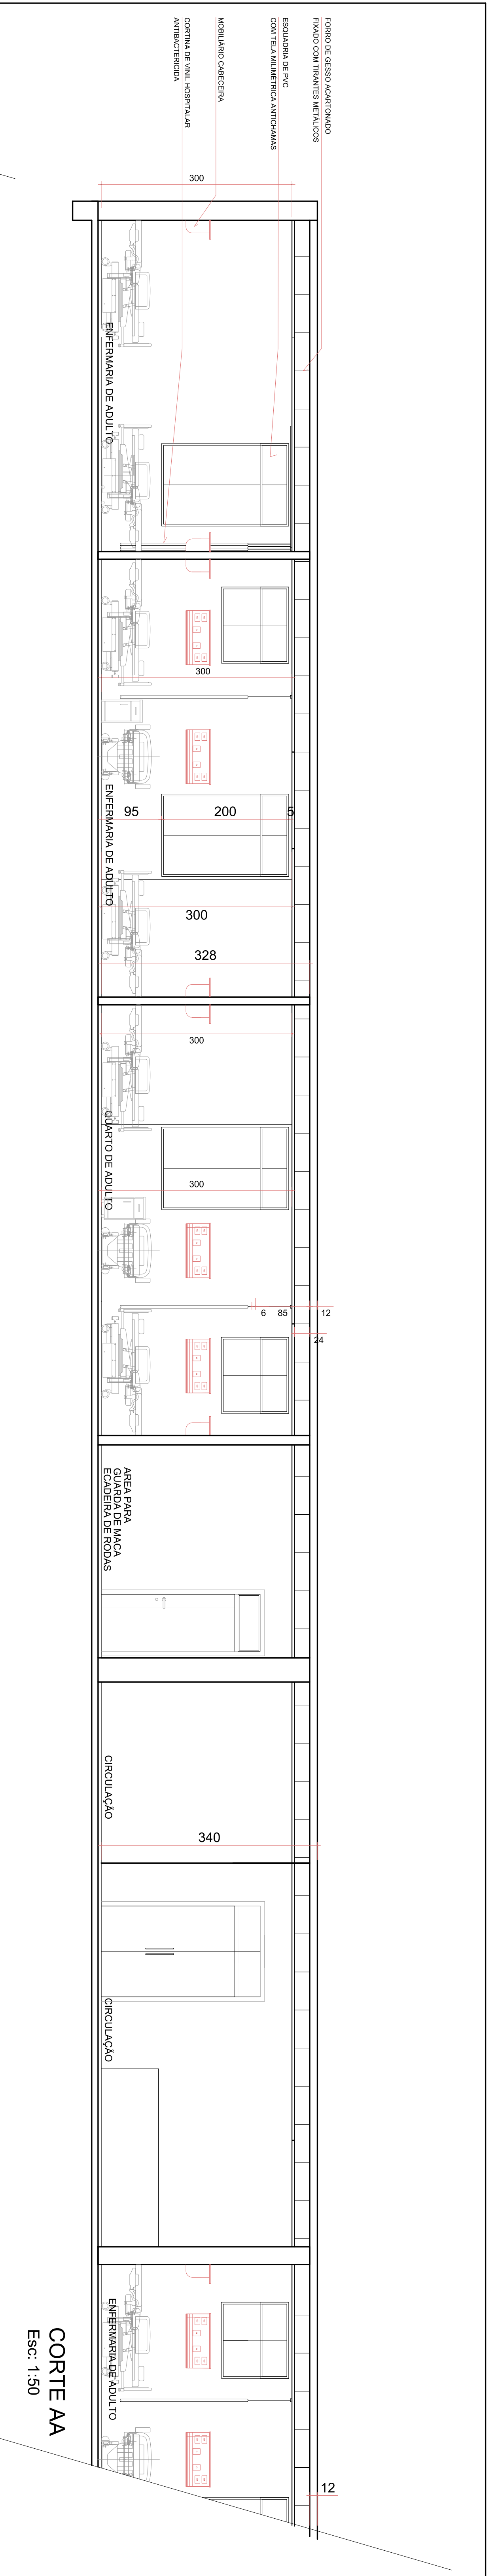 FORRO DE GESSO ACARTONADO
FIXADO COM TIRANTES METÁLICOS
ESQUADRIA DE PVC
COM TELA MILIMÉTRICA ANTICHAMAS
MOBILIÁRIO CABECEIRA
CORTINA DE VINIL HOSPITALAR
ANTIBACTERICIDA
300
ENFERMARIA DE ADULTO
300
95
200
5
ENFERMARIA DE ADULTO
300
328
300
QUARTO DE ADULTO
300
6
85
12
24
AREA PARA
GUARDA DE MACA
ECADEIRA DE RODAS
CIRCULAÇÃO
340
CIRCULAÇÃO
ENFERMARIA DE ADULTO
12
CORTE AA
Esc: 1:50